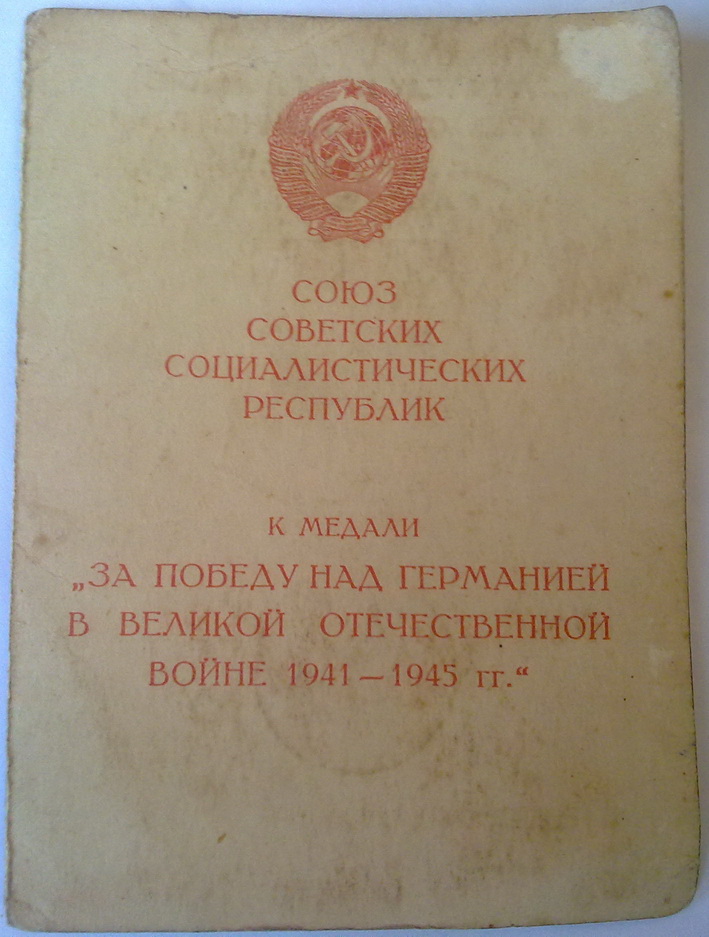 СОЮЗ
СОВЕТСКИХ
СОЦИАЛИСТИЧЕСКИХ
РЕСПУБЛИК
К МЕДАЛИ
„ЗА ПОБЕДУ НАД ГЕРМАНИЕЙ
В ВЕЛИКОЙ ОТЕЧЕСТВЕННОЙ
ВОЙНЕ 1941—1945 гг.“